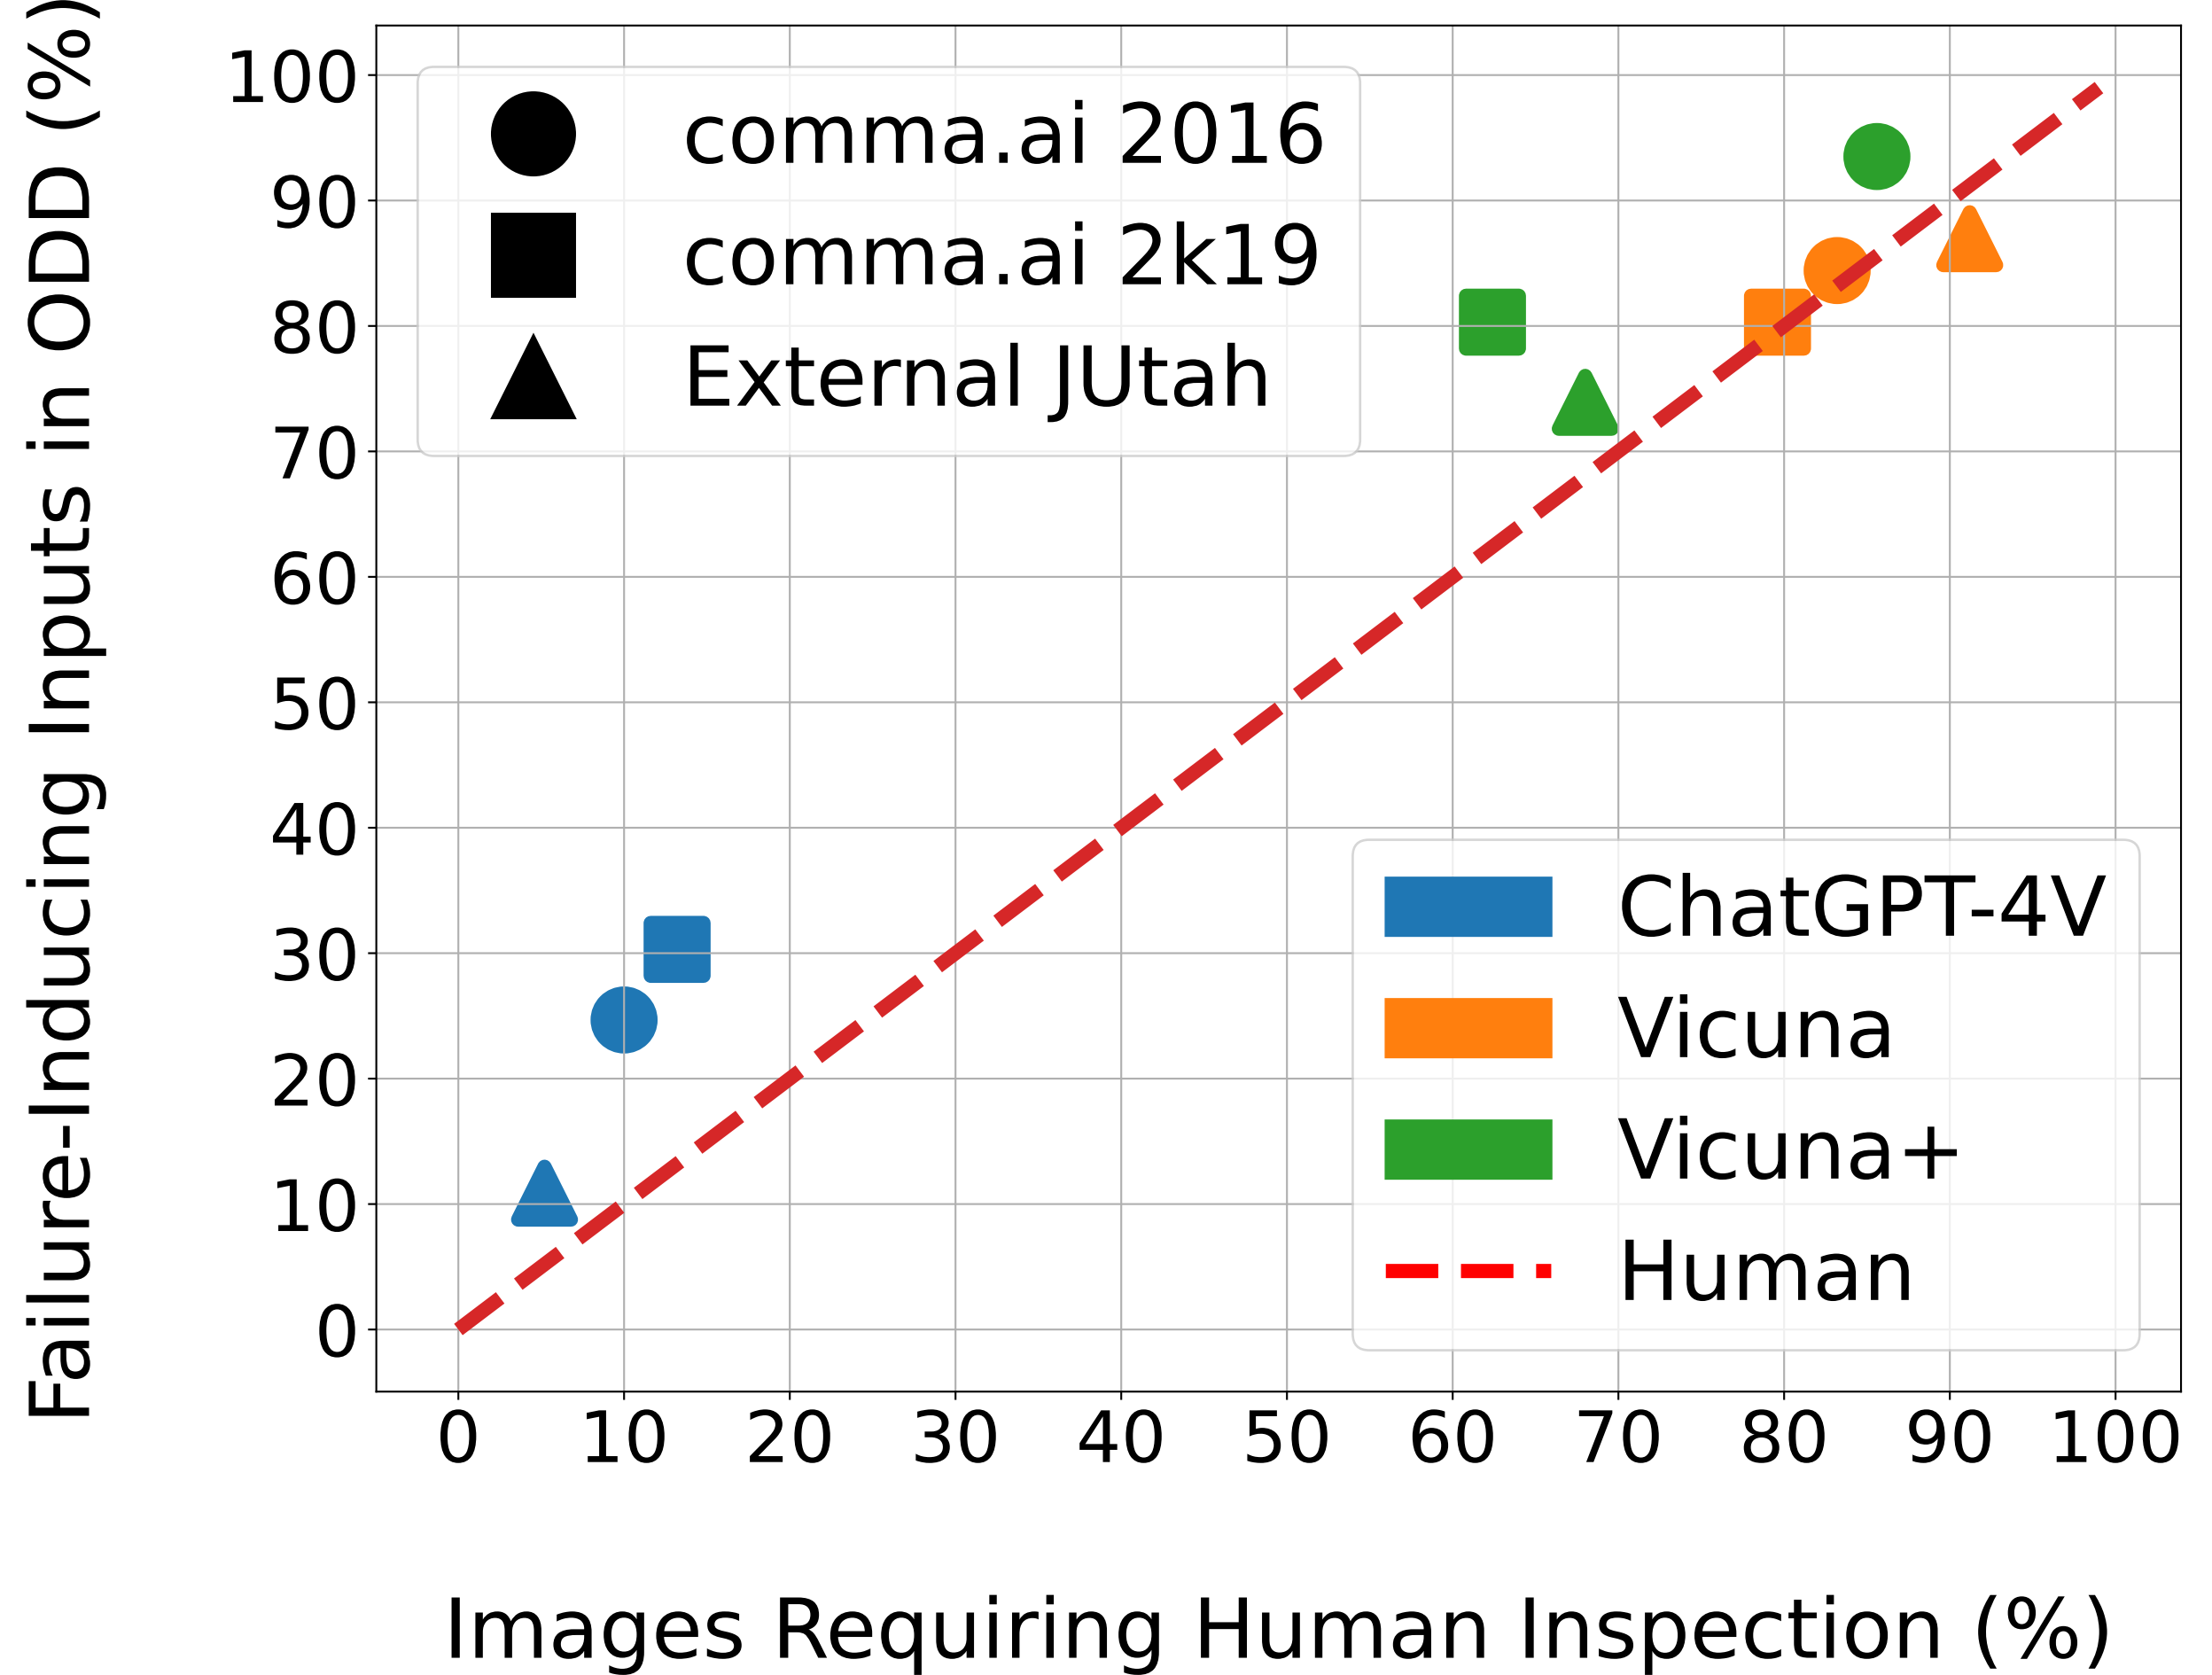 Failure-Inducing Inputs in ODD (%)
100
90
80
70
60
50
40
30
20
10
0
comma.ai 2016
comma.ai 2k19
External JUtah
ChatGPT-4V
Vicuna
Vicuna+
Human
0 10 20 30 40 50 60 70 80 90 100
Images Requiring Human Inspection (%)